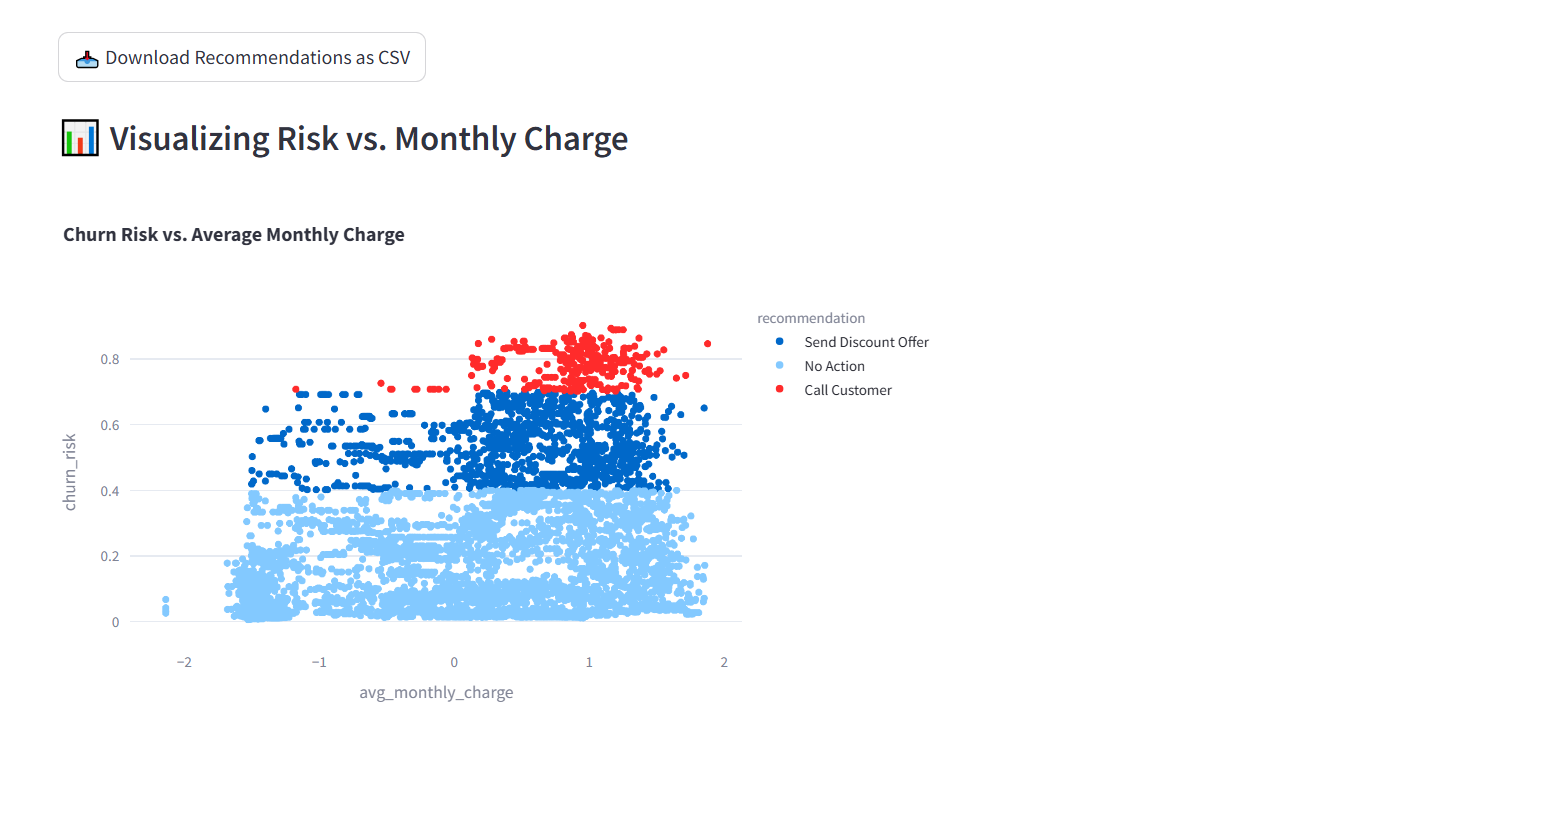 Download Recommendations as CSV
Visualizing Risk vs. Monthly Charge
Churn Risk vs. Average Monthly Charge
recommendation
Send Discount Offer
No Action
Call Customer
churn_risk
0.8
0.6
0.4
0.2
0
−2
−1
0
1
2
avg_monthly_charge